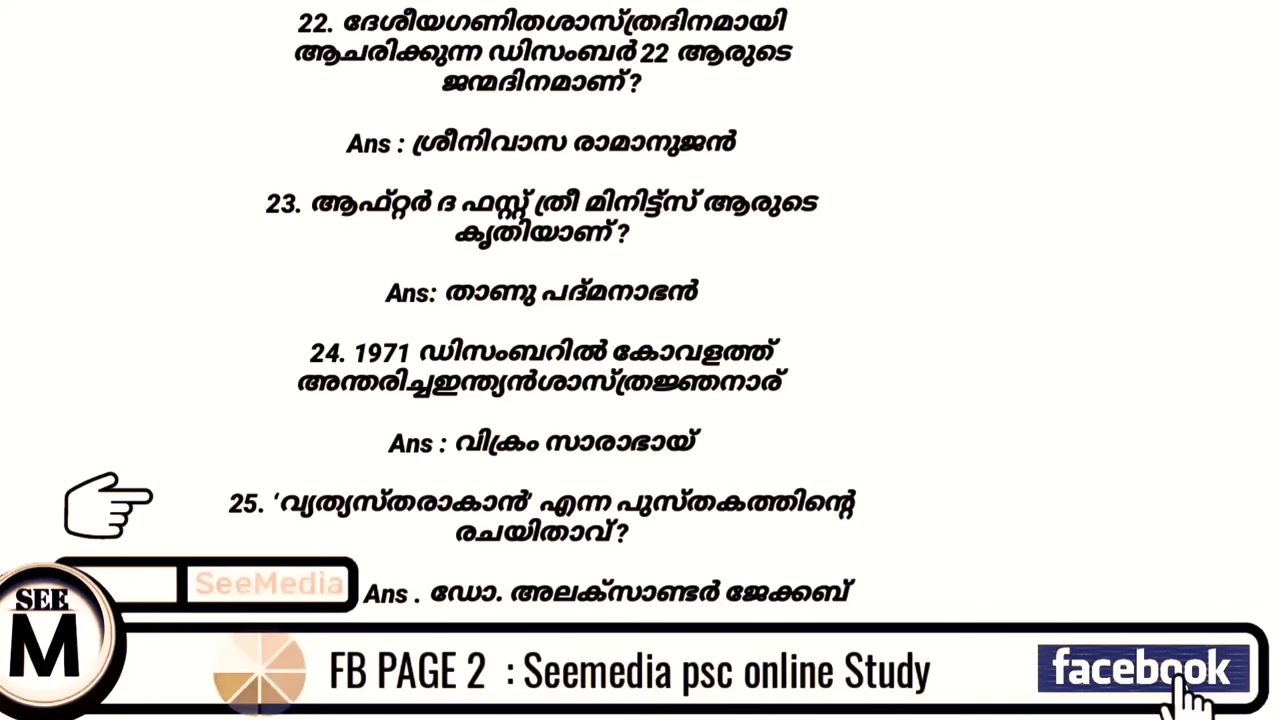 22. ദേശീയഗണിതശാസ്ത്രദിനമായി
ആചരിക്കുന്ന ഡിസംബർ 22 ആരുടെ
ജന്മദിനമാണ് ?
Ans : ശ്രീനിവാസ രാമാനുജൻ
23. ആഫ്റ്റർ ദ ഫസ്റ്റ് ത്രീ മിനിട്ട്സ് ആരുടെ
കൃതിയാണ് ?
Ans: താണു പദ്മനാഭൻ
24. 1971 ഡിസംബറിൽ കോവളത്ത്
അന്തരിച്ചഇന്ത്യൻശാസ്ത്രജ്ഞനാര്
Ans : വിക്രം സാരാഭായ്
25. ‘വ്യത്യസ്തരാകാൻ’ എന്ന പുസ്തകത്തിന്റെ
രചയിതാവ് ?
Ans . ഡോ. അലക്സാണ്ടർ ജേക്കബ്
SeeMedia
SEE
M
FB PAGE 2 : Seemedia psc online Study
facebook